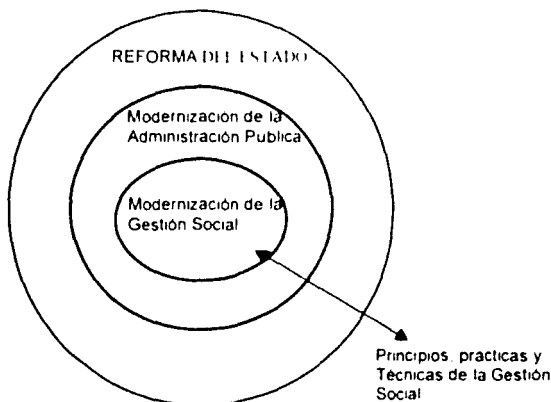 REFORMA DEL ESTADO
Modernización de la
Administración Publica
Modernización de la
Gestión Social
Principios, practicas y
Técnicas de la Gestión
Social